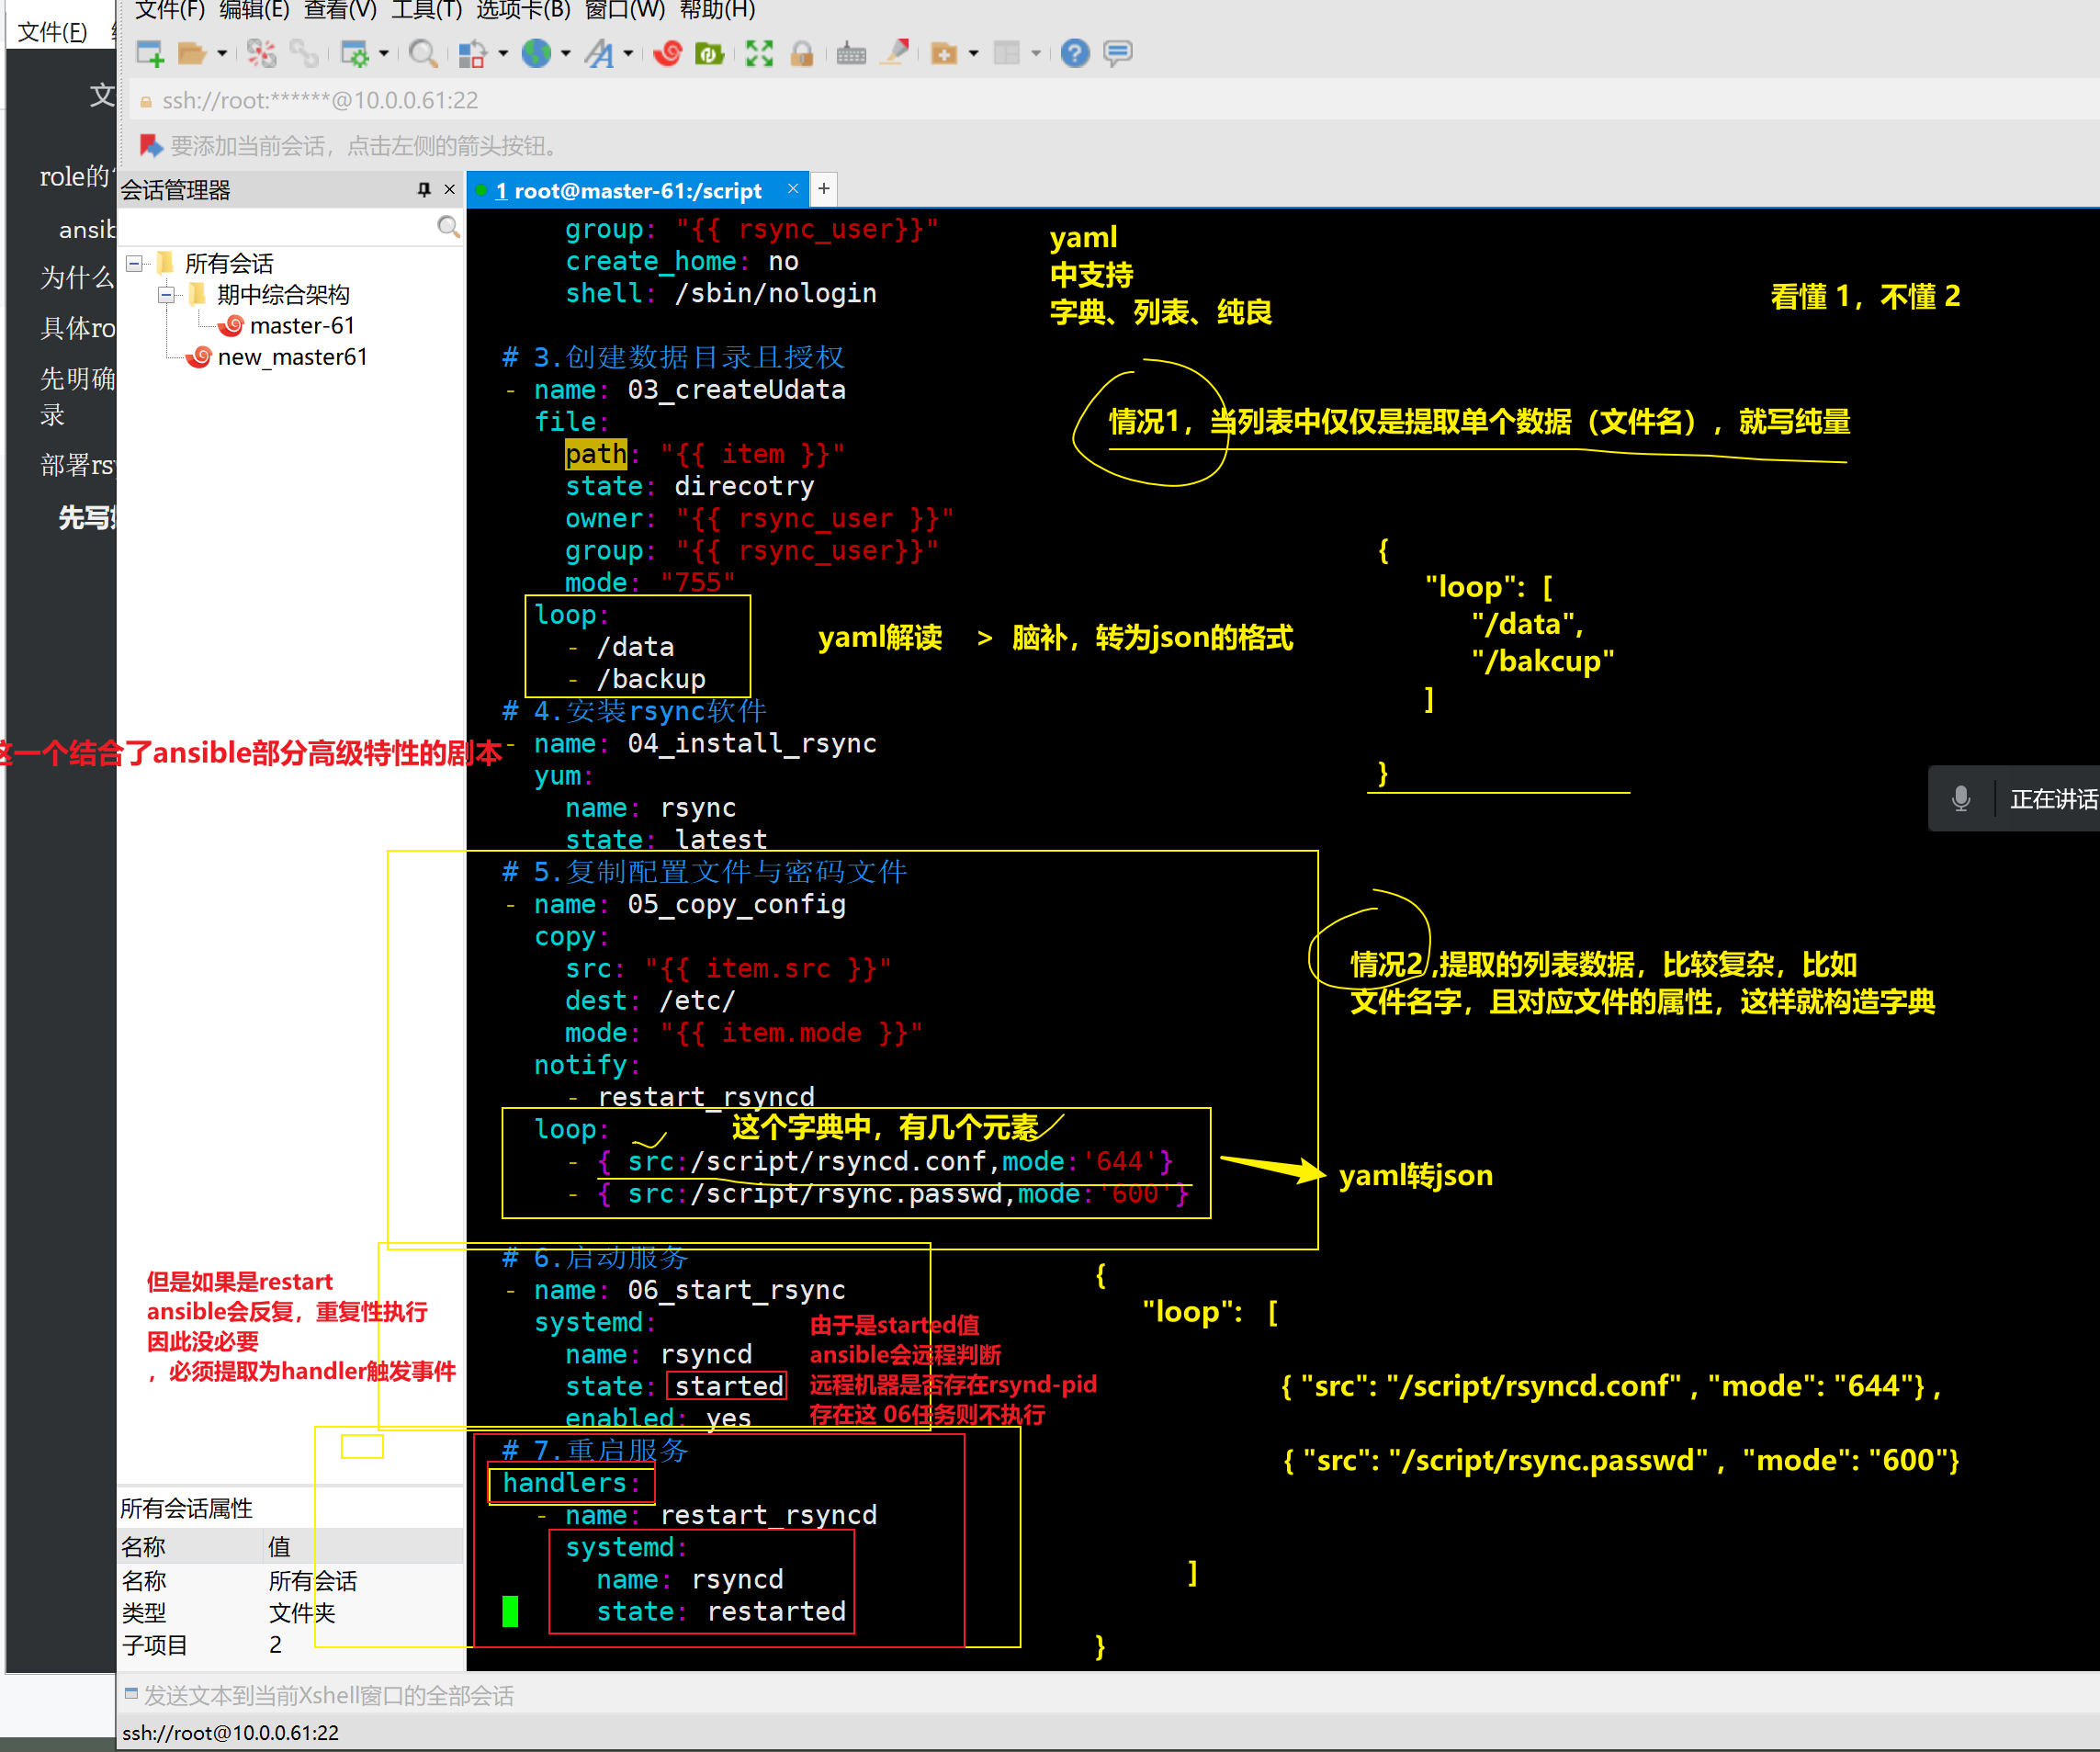 文件(F) 编辑(E) 查看(V) 工具(T) 选项卡(B) 窗口(W) 帮助(H)
文件(F)
ssh://root:******@10.0.0.61:22
要添加当前会话，点击左侧的箭头按钮。
文
role的
ansib
为什么
具体ro
先明确
录
部署rsy
先写
会话管理器
所有会话
期中综合架构
master-61
new_master61
1 root@master-61:/script
group: "{{ rsync_user}}"
create_home: no
shell: /sbin/nologin
# 3.创建数据目录且授权
- name: 03_createUdata
file:
path: "{{ item }}"
state: direcotry
owner: "{{ rsync_user }}"
group: "{{ rsync_user}}"
mode: "755"
loop:
- /data
- /backup
# 4.安装rsync软件
- name: 04_install_rsync
yum:
name: rsync
state: latest
# 5.复制配置文件与密码文件
- name: 05_copy_config
copy:
src: "{{ item.src }}"
dest: /etc/
mode: "{{ item.mode }}"
notify:
- restart_rsyncd
loop:
- { src:/script/rsyncd.conf,mode:'644'}
- { src:/script/rsync.passwd,mode:'600'}
# 6.启动服务
- name: 06_start_rsync
systemd:
name: rsyncd
state: started
enabled: yes
# 7.重启服务
handlers:
- name: restart_rsyncd
systemd:
name: rsyncd
state: restarted
yaml
中支持
字典、列表、纯良
看懂 1，不懂 2
情况1，当列表中仅仅是提取单个数据（文件名），就写纯量
yaml解读 > 脑补，转为json的格式
{
"loop": [
"/data",
"/bakcup"
]
}
这一个结合了ansible部分高级特性的剧本
正在讲话
情况2 ,提取的列表数据，比较复杂，比如
文件名字，且对应文件的属性，这样就构造字典
这个字典中，有几个元素
yaml转json
{
"loop": [
{ "src": "/script/rsyncd.conf" , "mode": "644"} ,
{ "src": "/script/rsync.passwd" , "mode": "600"}
]
}
但是如果是restart
ansible会反复，重复性执行
因此没必要
，必须提取为handler触发事件
由于是started值
ansible会远程判断
远程机器是否存在rsynd-pid
存在这 06任务则不执行
所有会话属性
名称 值
名称 所有会话
类型 文件夹
子项目 2
发送文本到当前Xshell窗口的全部会话
ssh://root@10.0.0.61:22